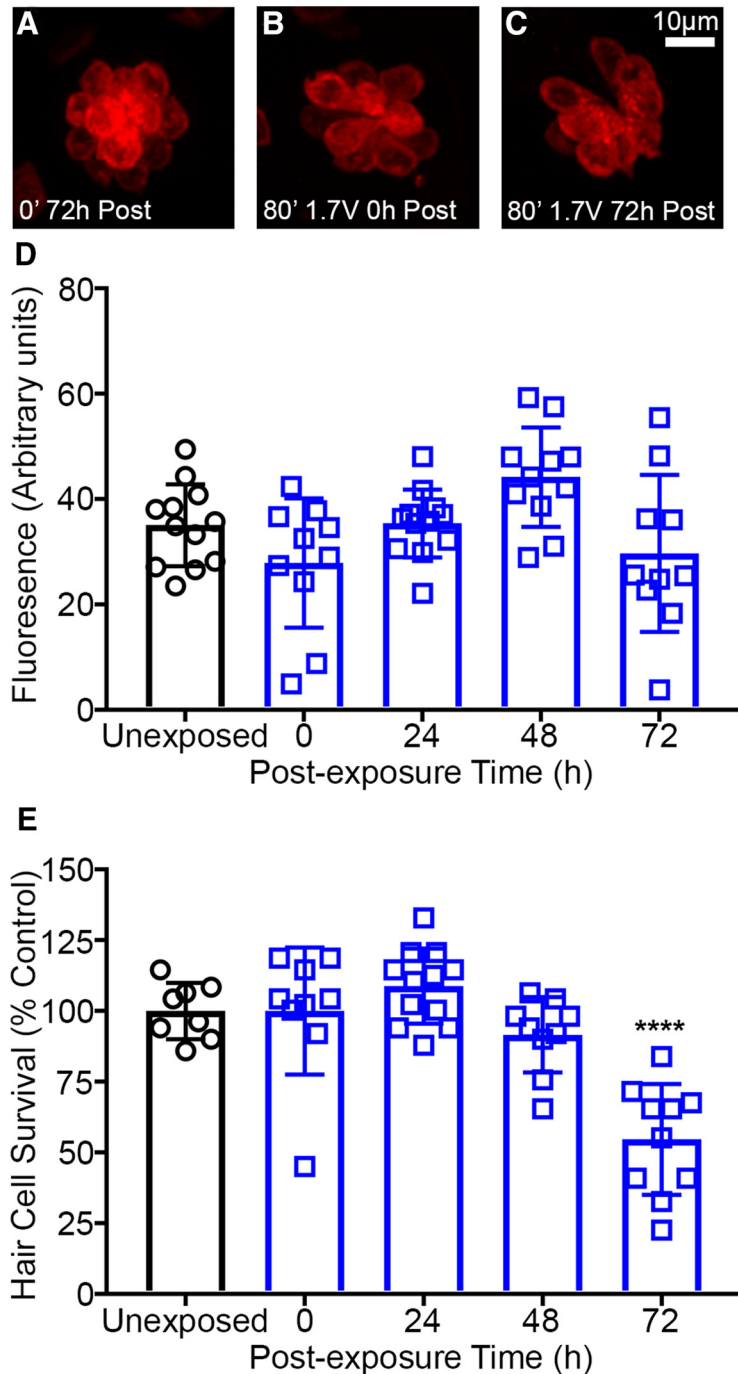 A
B
C
10µm
0’ 72h Post
80’ 1.7V 0h Post
80’ 1.7V 72h Post
D
Fluoresence (Arbitrary units)
80
60
40
20
0
Unexposed 0 24 48 72
Post-exposure Time (h)
E
Hair Cell Survival (% Control)
150
125
100
75
50
25
0
****
Unexposed 0 24 48 72
Post-exposure Time (h)